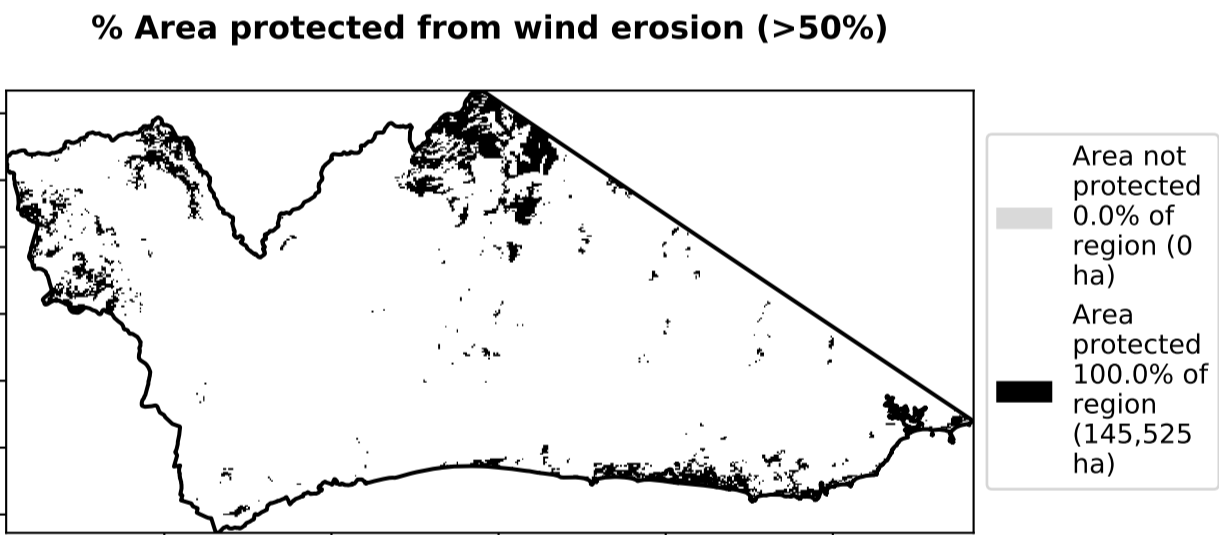 % Area protected from wind erosion (>50%)
Area not
protected
0.0% of
region (0
ha)
Area
protected
100.0% of
region
(145,525
ha)